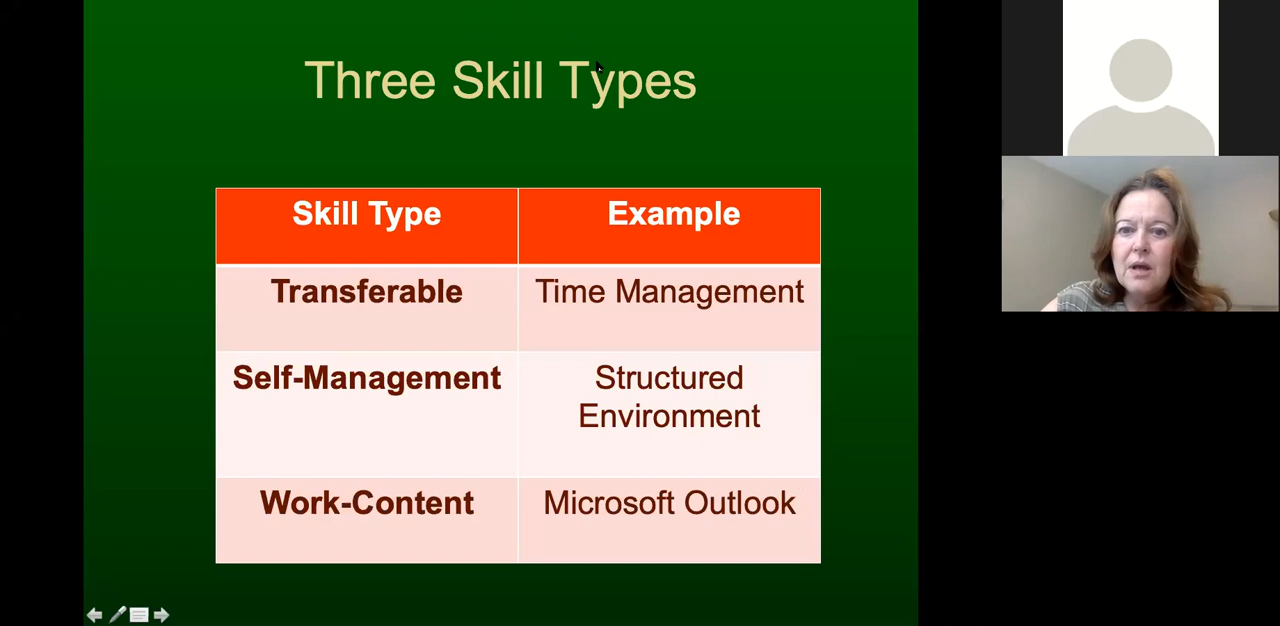 Three Skill Types
Skill Type Example
Transferable Time Management
Self-Management Structured
Environment
Work-Content Microsoft Outlook